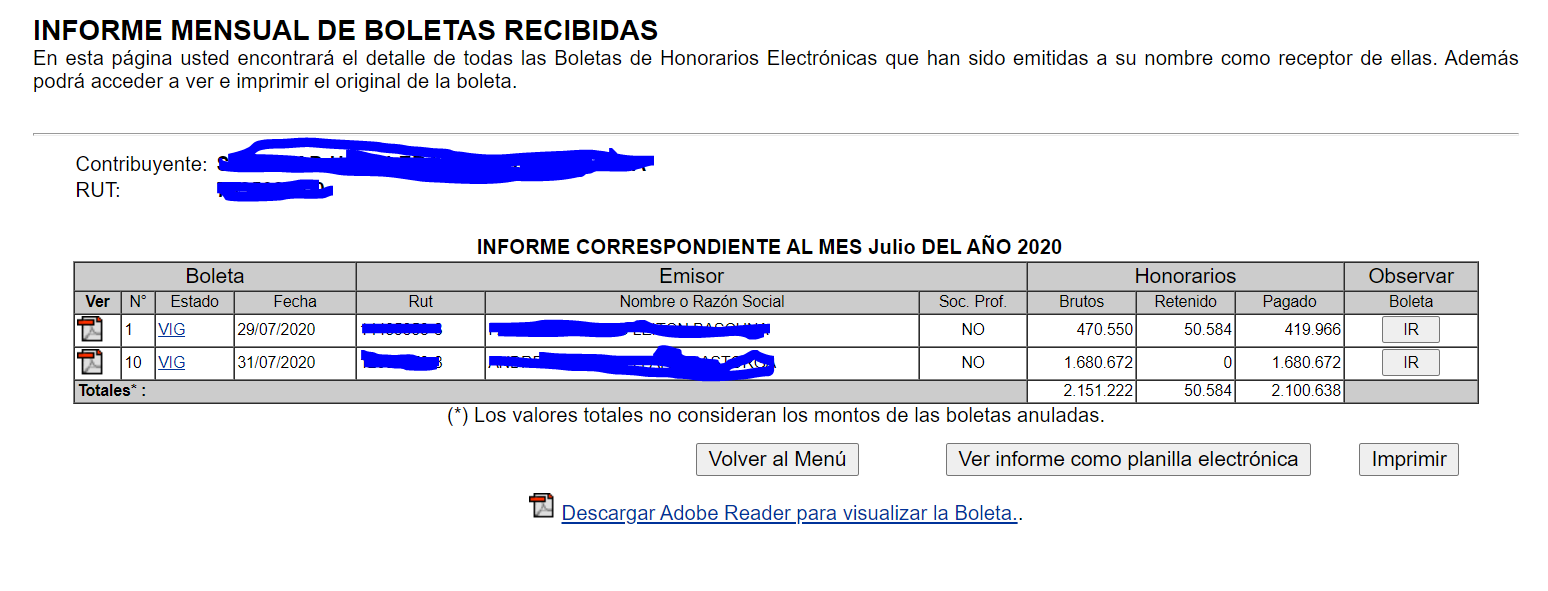 INFORME MENSUAL DE BOLETAS RECIBIDAS
En esta página usted encontrará el detalle de todas las Boletas de Honorarios Electrónicas que han sido emitidas a su nombre como receptor de ellas. Además
podrá acceder a ver e imprimir el original de la boleta.
Contribuyente:
RUT:
INFORME CORRESPONDIENTE AL MES Julio DEL AÑO 2020
Boleta Emisor Honorarios Observar
Ver N° Estado Fecha Rut Nombre o Razón Social Soc. Prof. Brutos Retenido Pagado Boleta
1 VIG 29/07/2020 NO 470.550 50.584 419.966 IR
10 VIG 31/07/2020 NO 1.680.672 0 1.680.672 IR
Totales* : 2.151.222 50.584 2.100.638
(*) Los valores totales no consideran los montos de las boletas anuladas.
Volver al Menú Ver informe como planilla electrónica Imprimir
Descargar Adobe Reader para visualizar la Boleta..